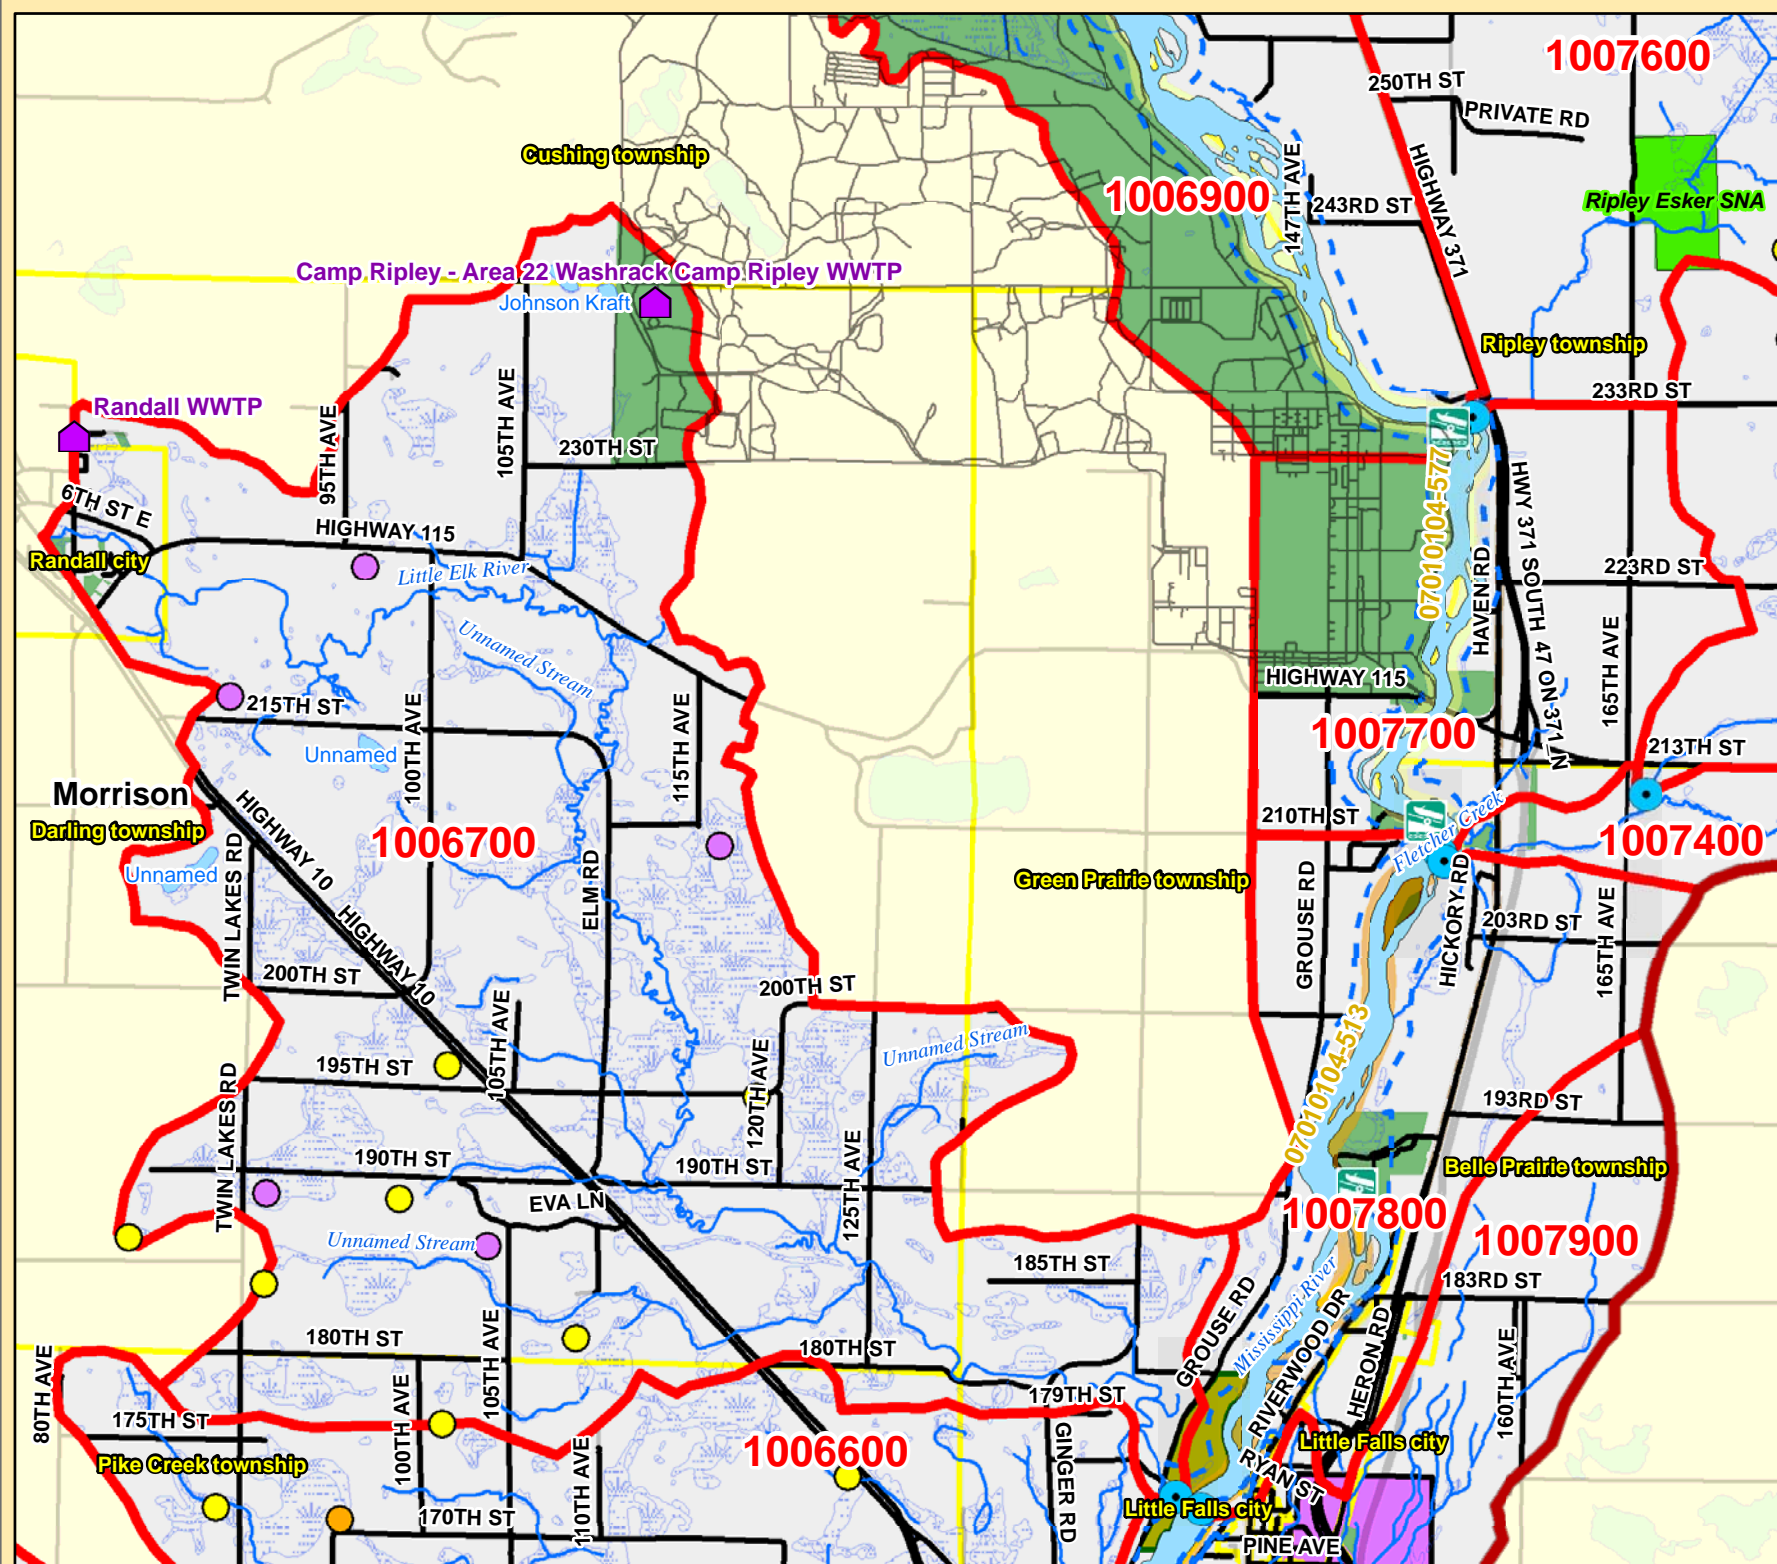 1007600
250TH ST
PRIVATE RD
Cushing township
HIGHWAY 371
147TH AVE
1006900
243RD ST
Ripley Esker SNA
Camp Ripley - Area 22 Washrack Camp Ripley WWTP
Johnson Kraft
Ripley township
233RD ST
Randall WWTP
95TH AVE
105TH AVE
230TH ST
6TH ST E
HIGHWAY 115
07010104-577
HWY 371 SOUTH
Randall city
Little Elk River
HAVEN RD
223RD ST
Unnamed Stream
47 ON 371_N
165TH AVE
HIGHWAY 115
215TH ST
100TH AVE
115TH AVE
Unnamed
1007700
213TH ST
Morrison
Darling township
HIGHWAY 10
1006700
210TH ST
Fletcher Creek
1007400
Unnamed
TWIN LAKES RD
ELM RD
Green Prairie township
GROUSE RD
HICKORY RD
203RD ST
165TH AVE
HIGHWAY 10
200TH ST
200TH ST
105TH AVE
Unnamed Stream
07010104-513
195TH ST
120TH AVE
193RD ST
TWIN LAKES RD
190TH ST
190TH ST
125TH AVE
Belle Prairie township
EVA LN
1007800
Unnamed Stream
1007900
185TH ST
183RD ST
GROUSE RD
Mississippi River
RIVERWOOD DR
HERON RD
160TH AVE
180TH ST
105TH AVE
180TH ST
80TH AVE
100TH AVE
179TH ST
175TH ST
1006600
GINGER RD
Little Falls city
Pike Creek township
110TH AVE
RYAN ST
Little Falls city
170TH ST
PINE AVE